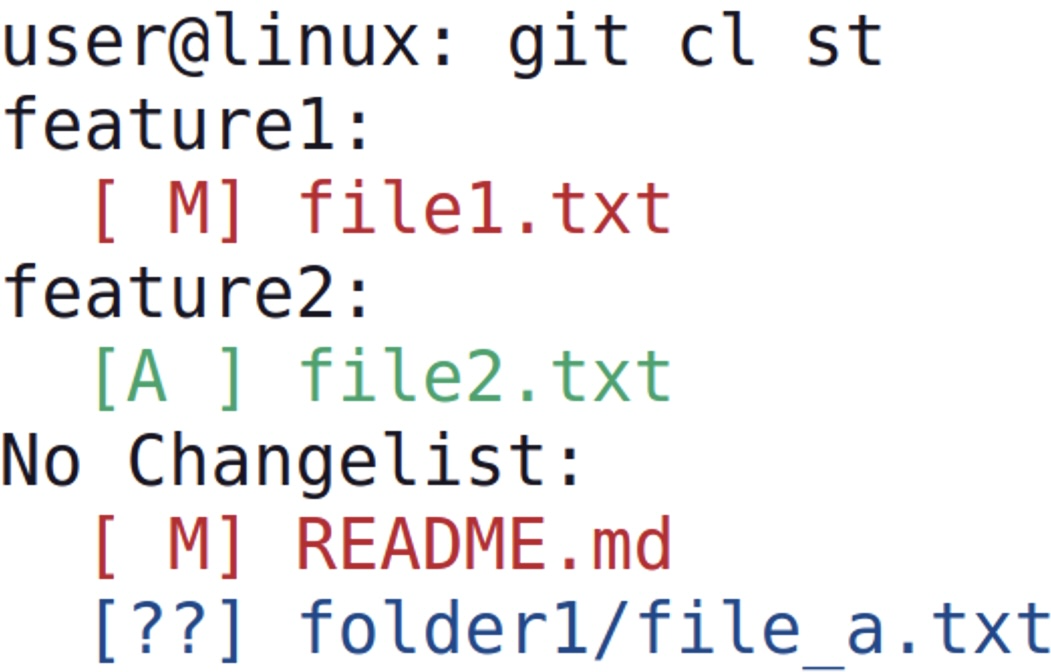 user@linux: git cl st
feature1:
  [ M] file1.txt
feature2:
  [A ] file2.txt
No Changelist:
  [ M] README.md
  [??] folder1/file_a.txt